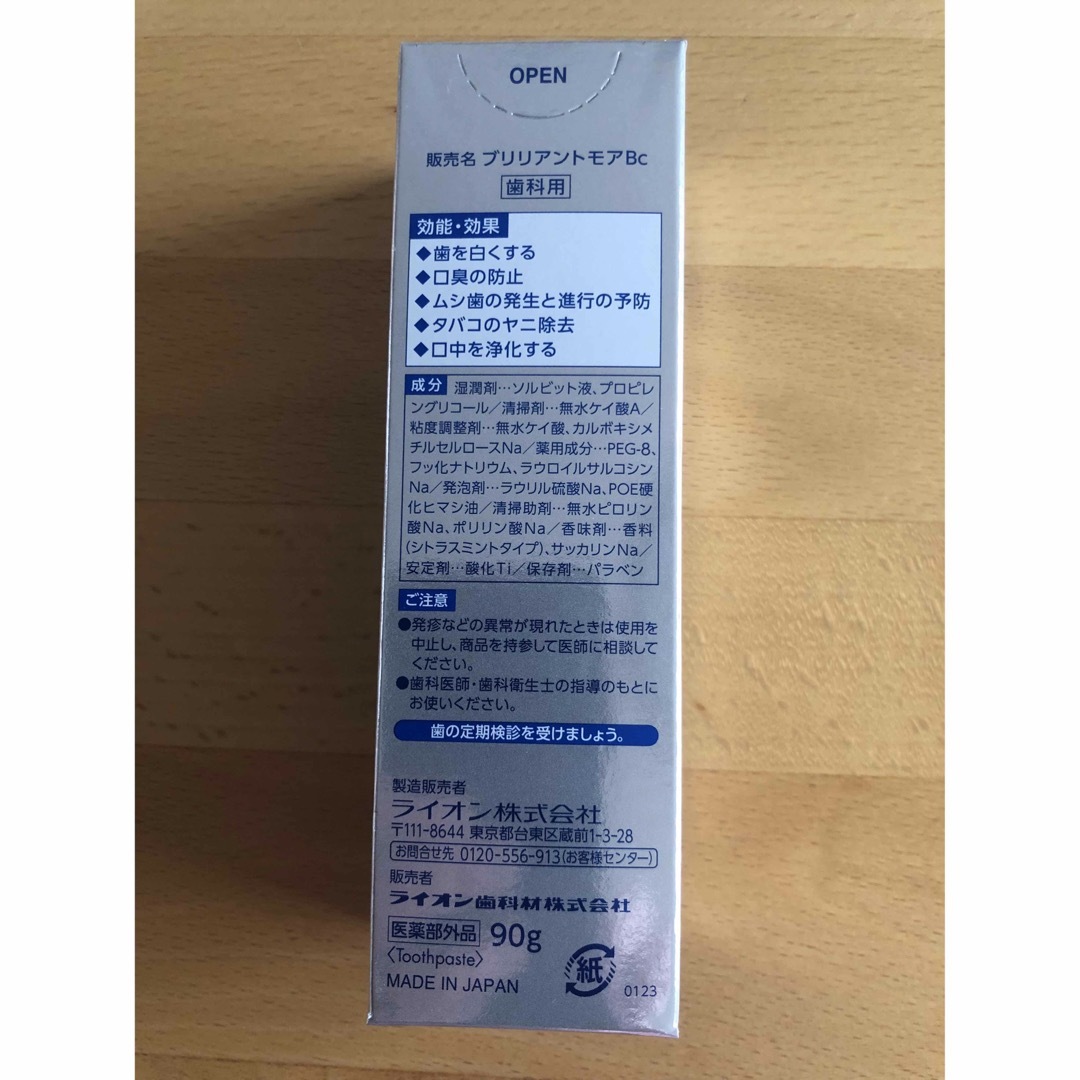 OPEN
販売名 ブリリアントモアBc
歯科用
効能・効果
◆歯を白くする
◆口臭の防止
◆ムシ歯の発生と進行の予防
◆タバコのヤニ除去
◆口中を浄化する
成分 湿潤剤…ソルビット液、プロピレ
ングリコール/清掃剤…無水ケイ酸A/
粘度調整剤…無水ケイ酸、カルボキシメ
チルセルロースNa/薬用成分…PEG-8、
フッ化ナトリウム、ラウロイルサルコシン
Na/発泡剤…ラウリル硫酸Na、POE硬
化ヒマシ油/清掃助剤…無水ピロリン
酸Na、ポリリン酸Na/香味剤…香料
(シトラスミントタイプ)、サッカリンNa/
安定剤…酸化Ti/保存剤…パラベン
ご注意
●発疹などの異常が現れたときは使用を
中止し、商品を持参して医師に相談して
ください。
●歯科医師・歯科衛生士の指導のもとに
お使いください。
歯の定期検診を受けましょう。
製造販売者
ライオン株式会社
〒111-8644 東京都台東区蔵前1-3-28
お問合せ先 0120-556-913(お客様センター)
販売者
ライオン歯科材株式会社
医薬部外品 90g
〈Toothpaste〉
MADE IN JAPAN
紙
0123